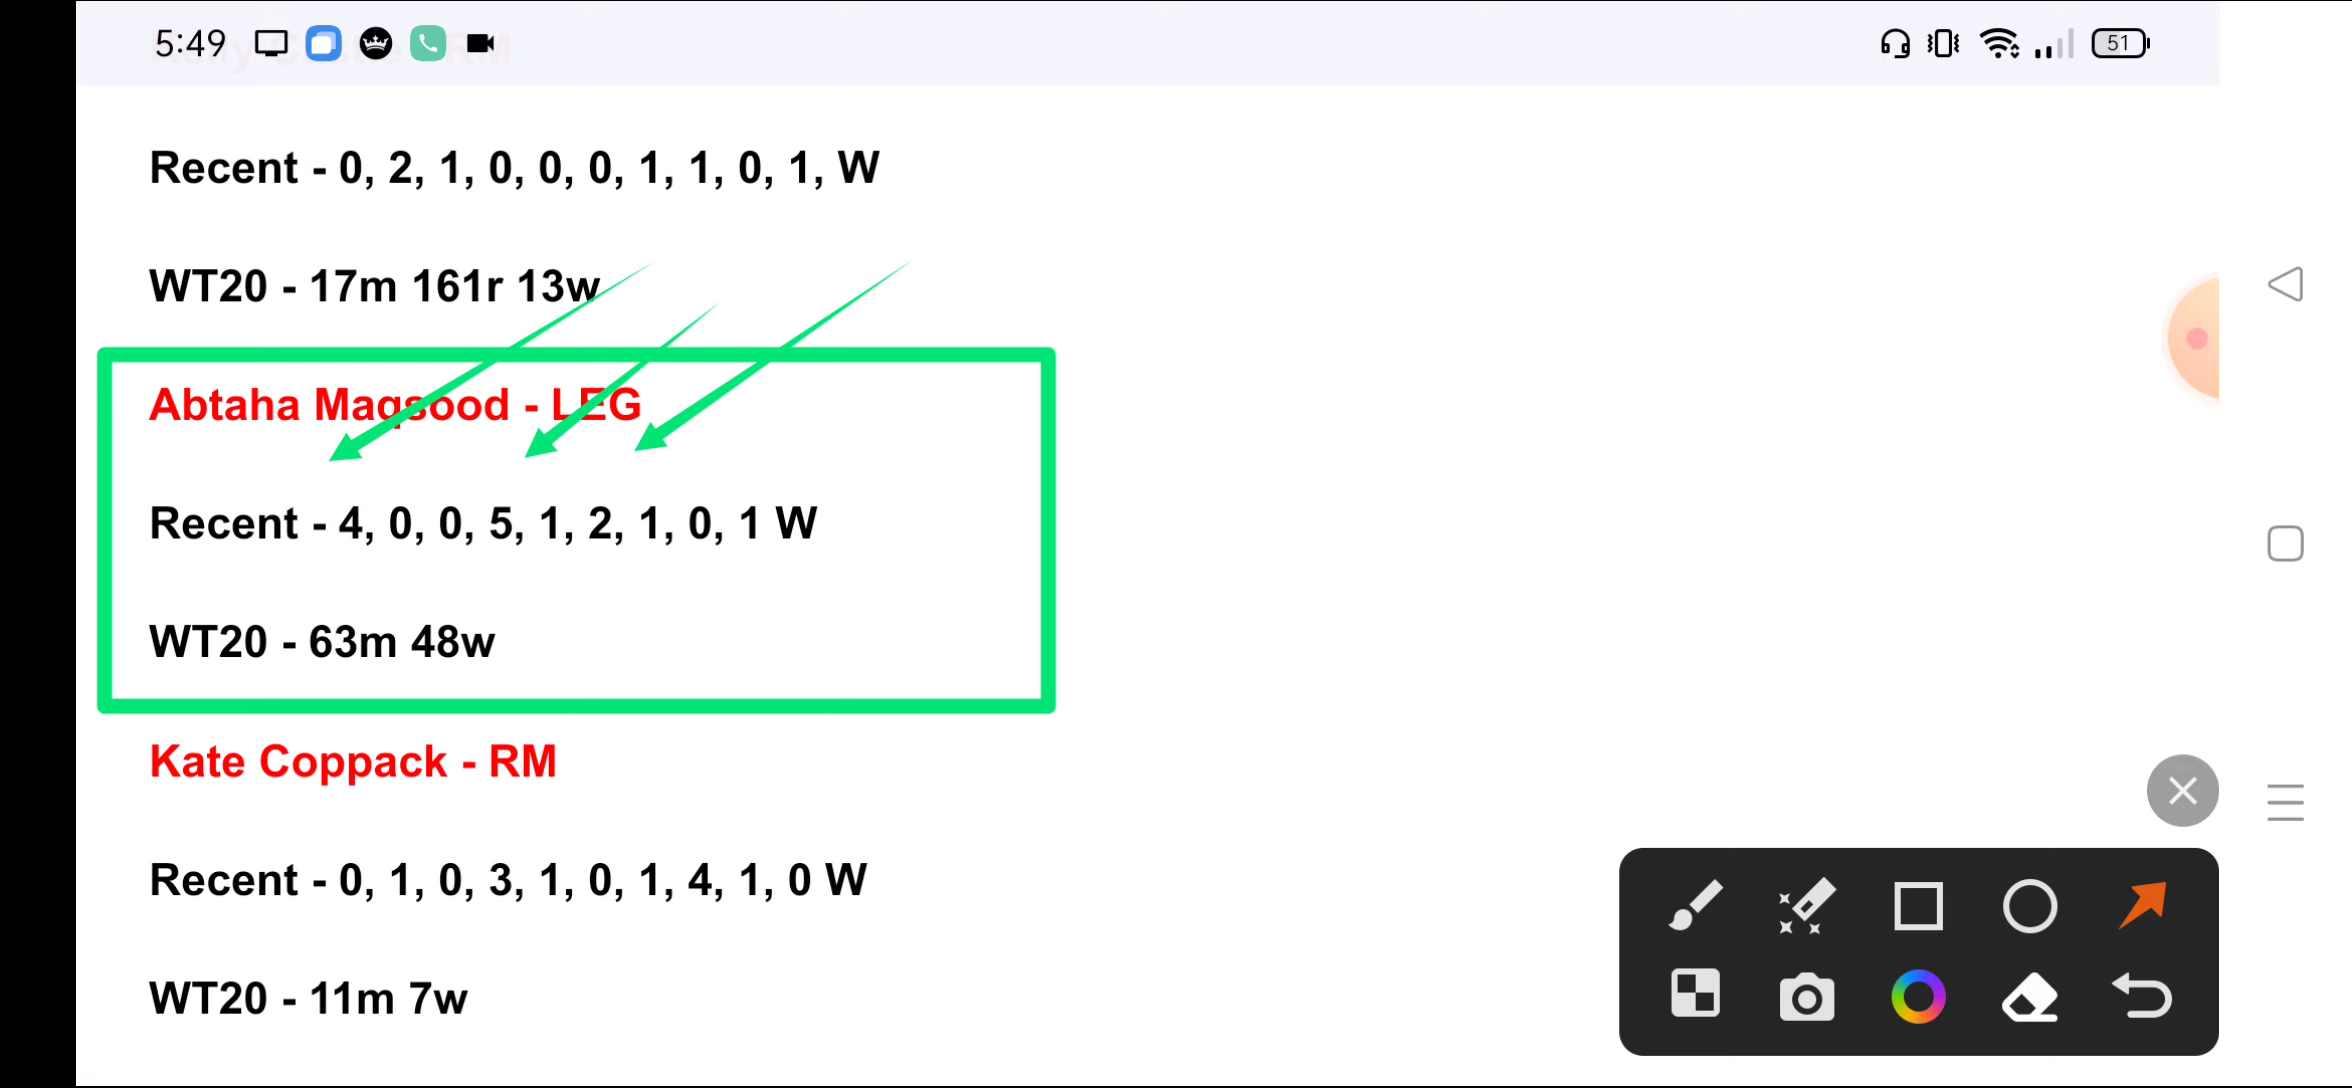 5:49
51
Recent - 0, 2, 1, 0, 0, 0, 1, 1, 0, 1, W
WT20 - 17m 161r 13w
Abtaha Maqsood - LEG
Recent - 4, 0, 0, 5, 1, 2, 1, 0, 1 W
WT20 - 63m 48w
Kate Coppack - RM
Recent - 0, 1, 0, 3, 1, 0, 1, 4, 1, 0 W
WT20 - 11m 7w